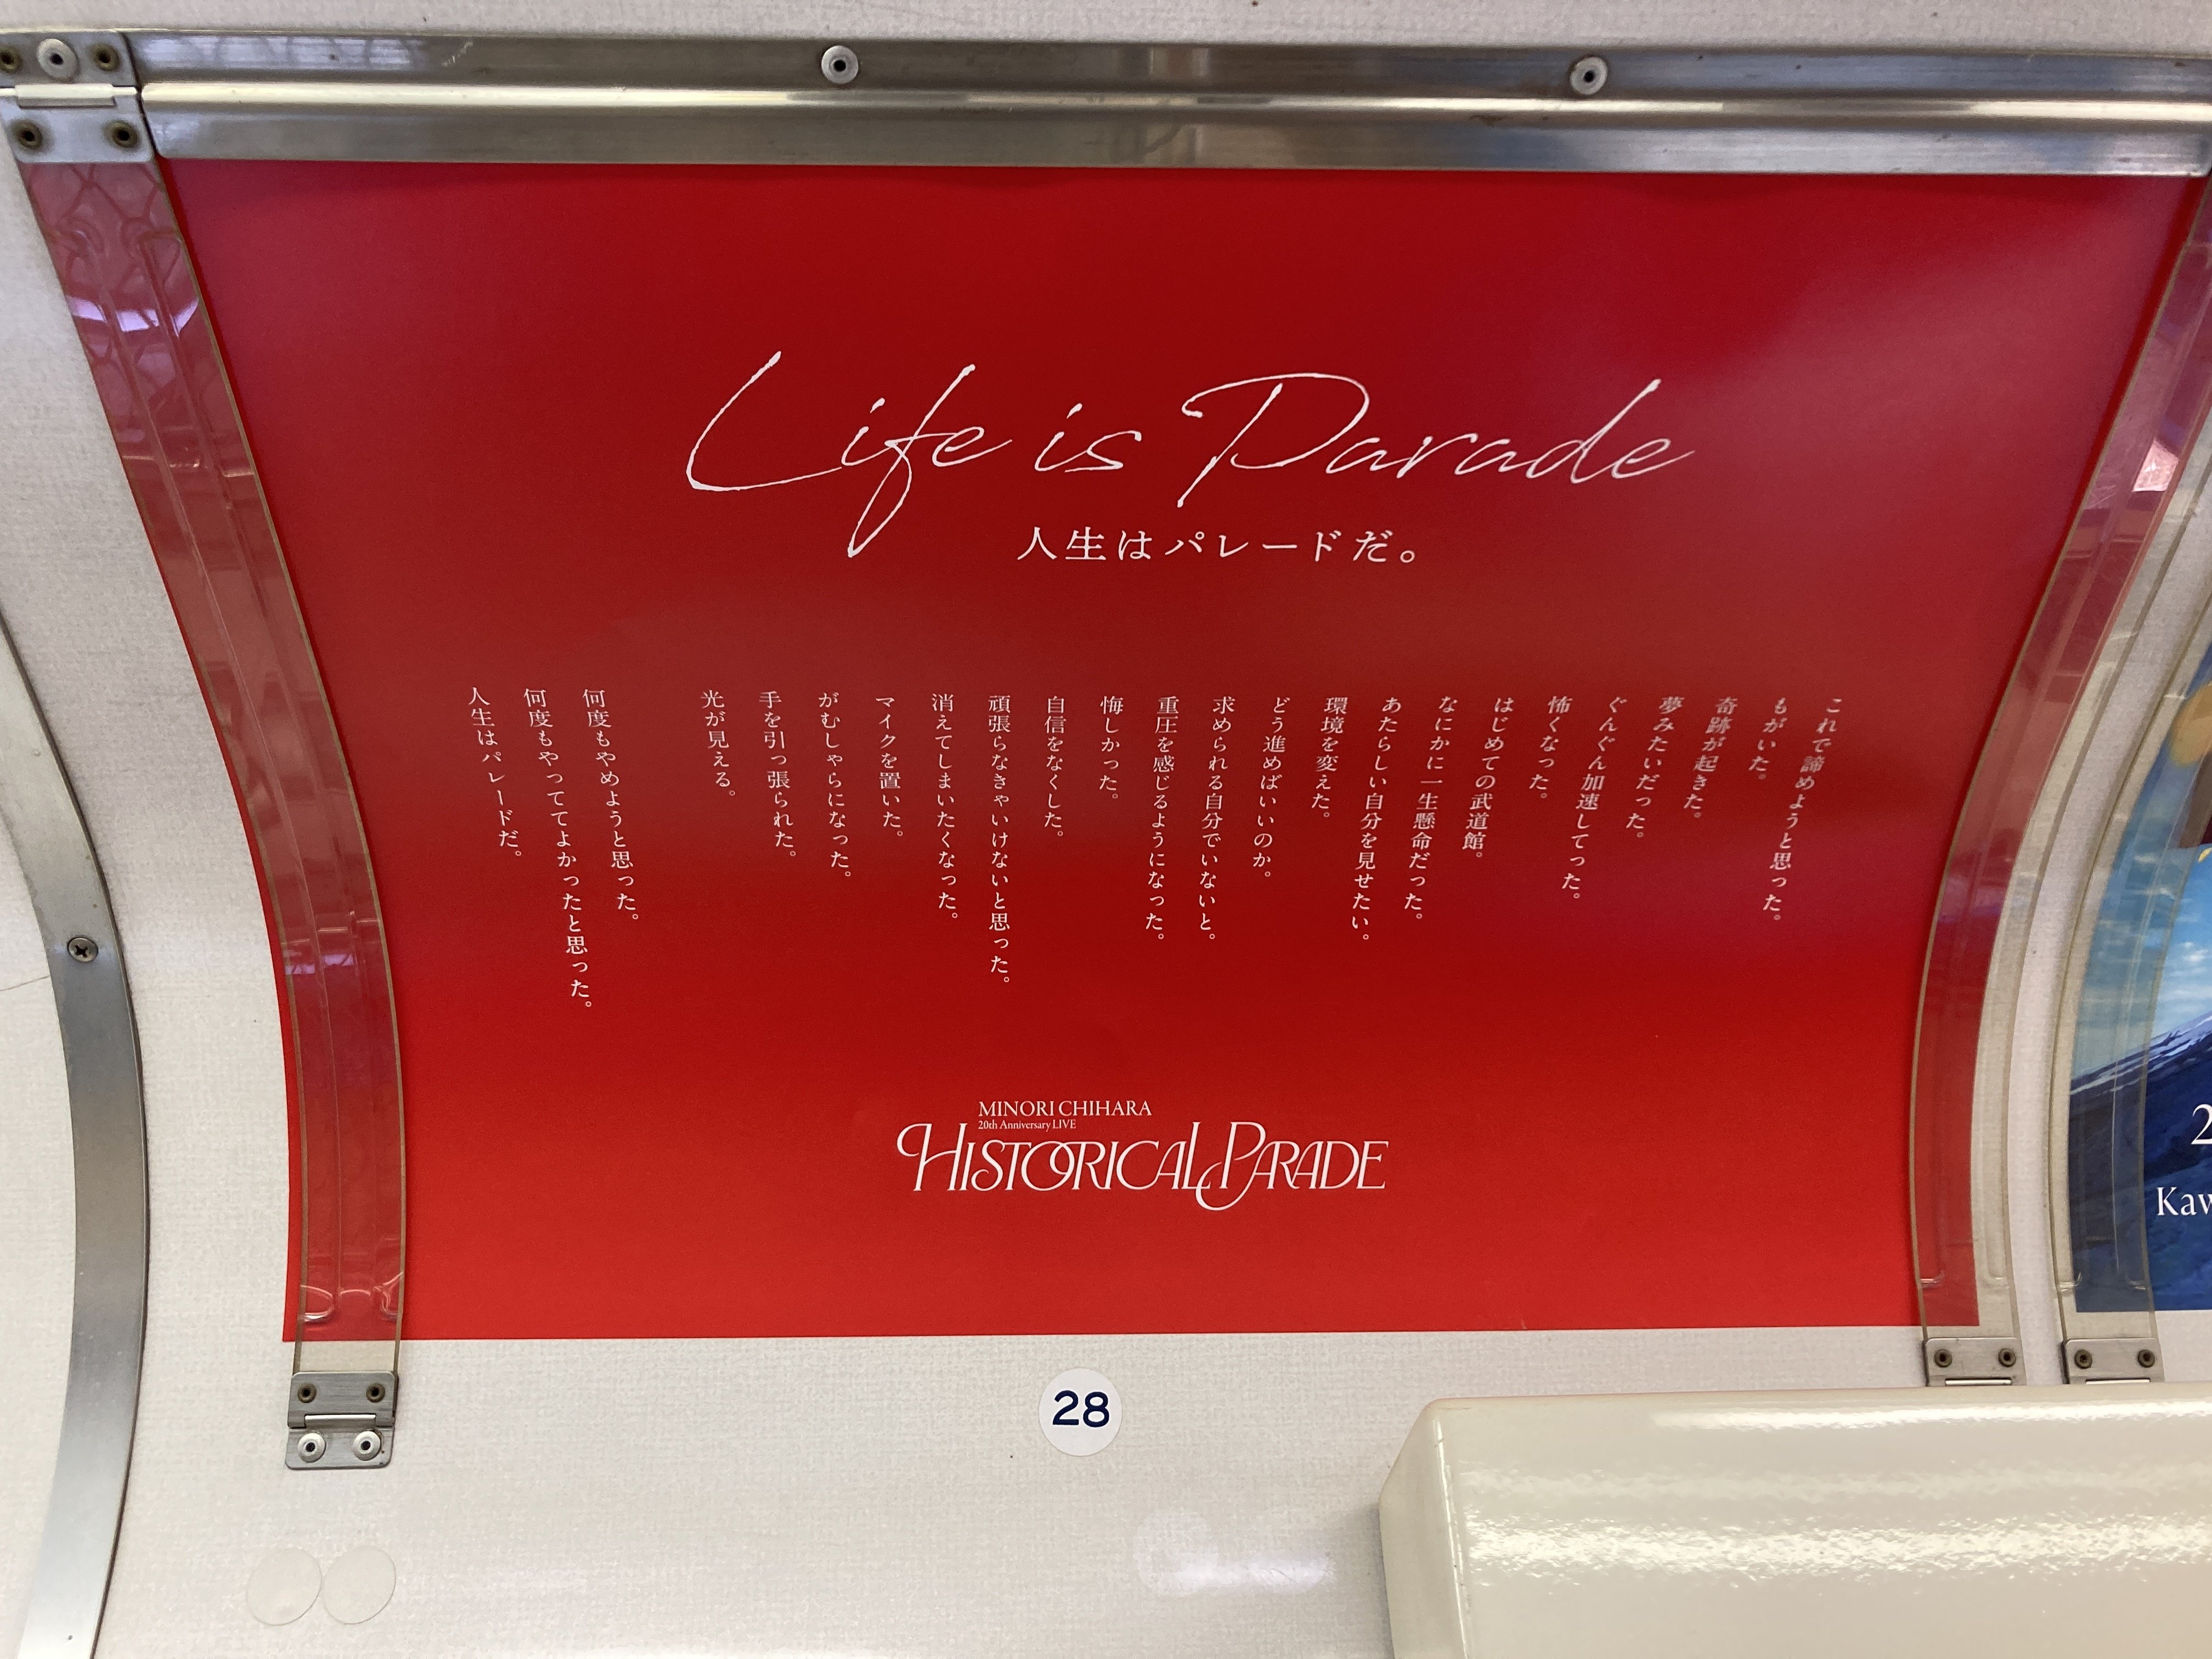 Life is Parade
人生はパレードだ。
これで諦めようと思った。
もがいた。
奇跡が起きた。
夢みたいだった。
ぐんぐん加速してった。
怖くなった。
はじめての武道館。
なにかに一生懸命だった。
あたらしい自分を見せたい。
環境を変えた。
どう進めばいいのか。
求められる自分でいないと。
重圧を感じるようになった。
悔しかった。
自信をなくした。
頑張らなきゃいけないと思った。
消えてしまいたくなった。
マイクを置いた。
がむしゃらになった。
手を引っ張られた。
光が見える。
何度もやめようと思った。
何度もやっててよかったと思った。
人生はパレードだ。
MINORI CHIHARA
20th Anniversary LIVE
HISTORICAL PARADE
28
2
Kaw